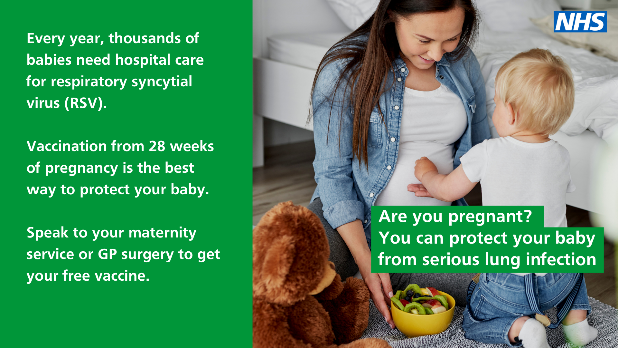 Every year, thousands of
babies need hospital care
for respiratory syncytial
virus (RSV).
Vaccination from 28 weeks
of pregnancy is the best
way to protect your baby.
Speak to your maternity
service or GP surgery to get
your free vaccine.
NHS
Are you pregnant?
You can protect your baby
from serious lung infection